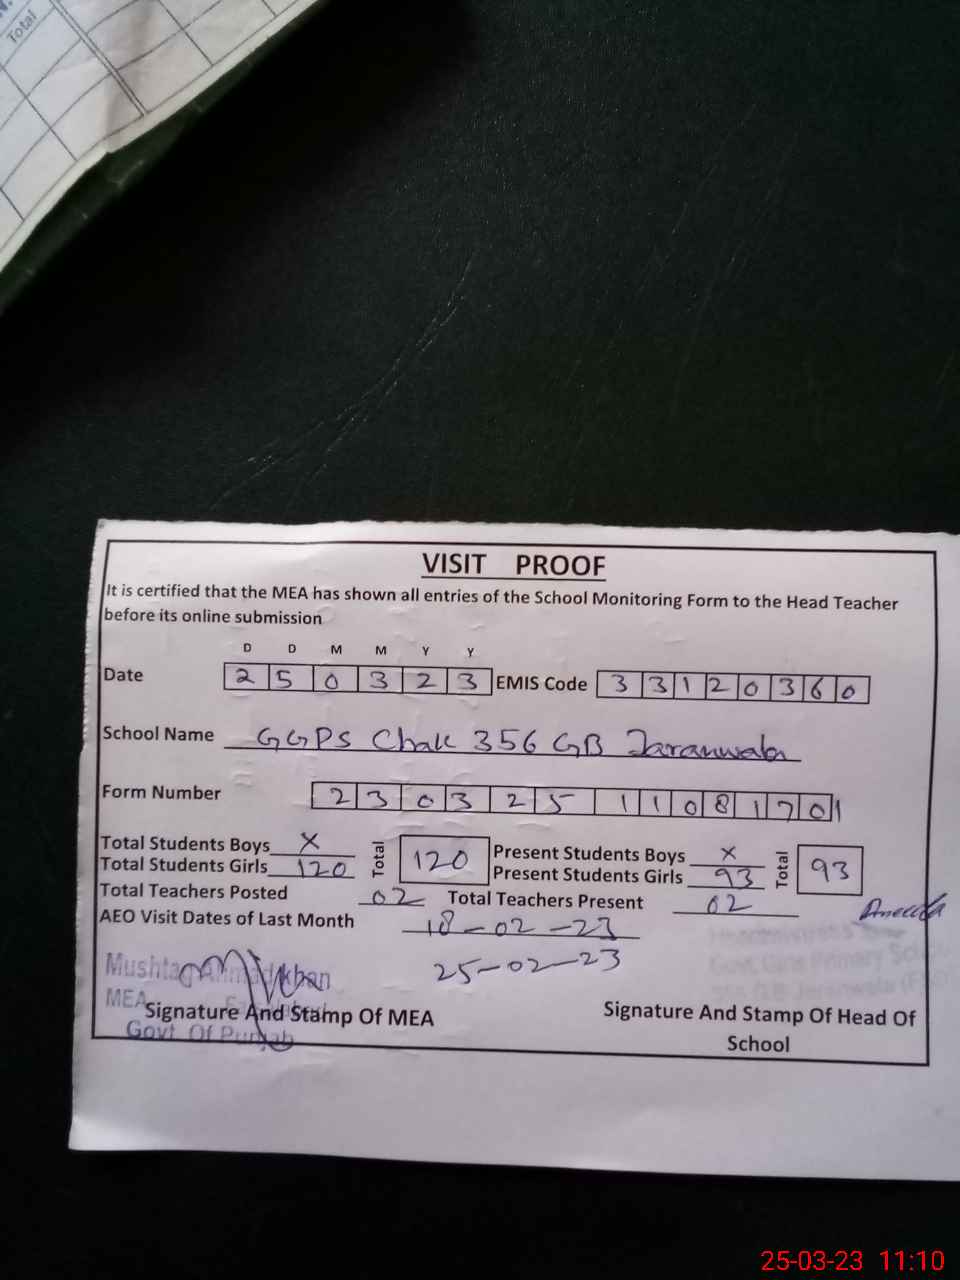 Total
VISIT PROOF
It is certified that the MEA has shown all entries of the School Monitoring Form to the Head Teacher
before its online submission
D D M M Y Y
Date 2 5 0 3 2 3 EMIS Code 3 3 1 2 0 3 6 0
School Name GGPS Chak 356 GB Jaranwala
Form Number 2 3 0 3 2 5 1 1 0 8 1 7 0 1
Total Students Boys X Total 120 Present Students Boys X Total 93
Total Students Girls 120 Present Students Girls 93
Total Teachers Posted 02 Total Teachers Present 02
AEO Visit Dates of Last Month 18-02-23
25-02-23
Mushtaq Ahmad khan
MEA
Govt Of Punjab
Signature And Stamp Of MEA
Govt. Girls Primary
Jaranwala
Signature And Stamp Of Head Of
School
25-03-23 11:10